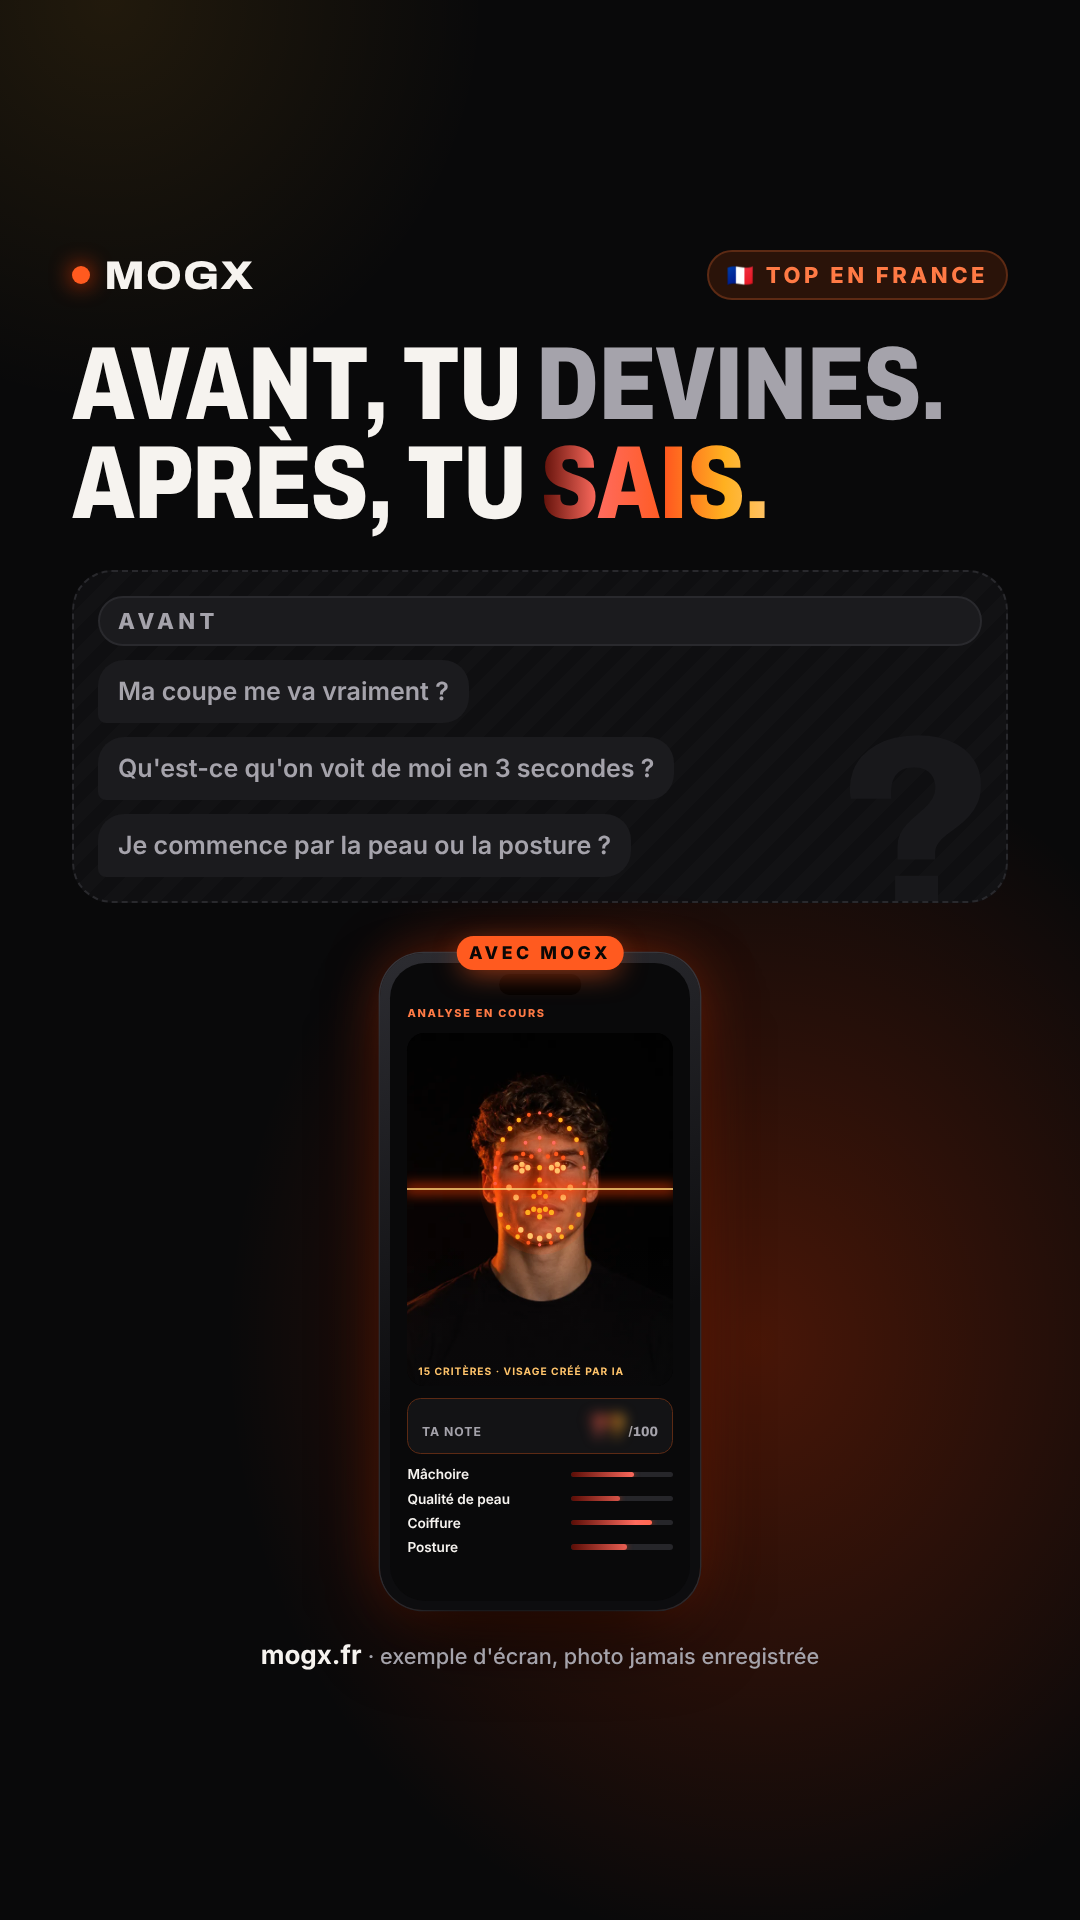 MOGX
🇫🇷 TOP EN FRANCE
AVANT, TU DEVINES.
APRÈS, TU SAIS.
AVANT
Ma coupe me va vraiment ?
Qu'est-ce qu'on voit de moi en 3 secondes ?
Je commence par la peau ou la posture ?
?
AVEC MOGX
ANALYSE EN COURS
15 CRITÈRES · VISAGE CRÉÉ PAR IA
TA NOTE /100
Mâchoire
Qualité de peau
Coiffure
Posture
mogx.fr · exemple d'écran, photo jamais enregistrée